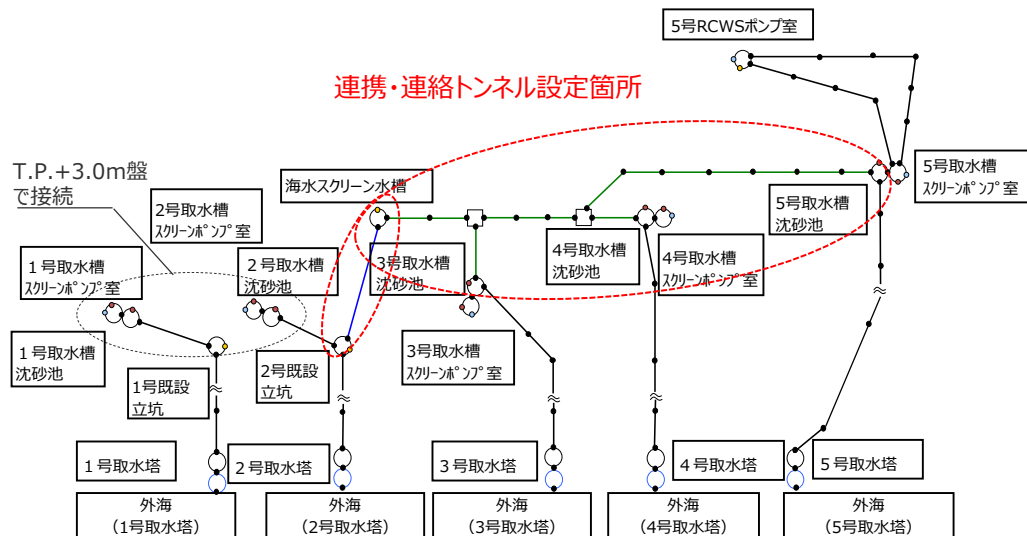 5号RCWSポンプ室
連携・連絡トンネル設定箇所
T.P.+3.0m盤
で接続
2号取水槽
スクリーンポンプ室
海水スクリーン水槽
5号取水槽
スクリーンポンプ室
5号取水槽
沈砂池
1号取水槽
スクリーンポンプ室
2号取水槽
沈砂池
3号取水槽
沈砂池
4号取水槽
沈砂池
4号取水槽
スクリーンポンプ室
1号取水槽
沈砂池
1号既設
立坑
2号既設
立坑
3号取水槽
スクリーンポンプ室
1号取水塔
2号取水塔
3号取水塔
4号取水塔
5号取水塔
外海
(1号取水塔)
外海
(2号取水塔)
外海
(3号取水塔)
外海
(4号取水塔)
外海
(5号取水塔)